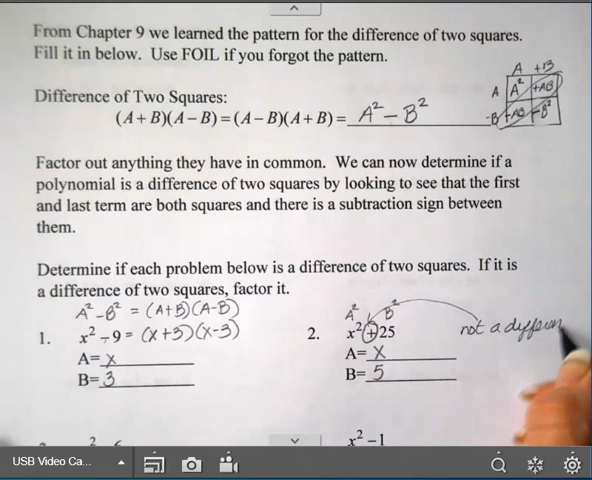 From Chapter 9 we learned the pattern for the difference of two squares.
Fill it in below. Use FOIL if you forgot the pattern.
A +B
A A² +AB
-B +AB -B²
Difference of Two Squares:
(A + B)(A − B) = (A − B)(A + B) = A² − B²
Factor out anything they have in common. We can now determine if a
polynomial is a difference of two squares by looking to see that the first
and last term are both squares and there is a subtraction sign between
them.
Determine if each problem below is a difference of two squares. If it is
a difference of two squares, factor it.
A² − B² = (A+B)(A-B)
1. x² − 9 = (x+3)(x-3)
A= x
B= 3
A² B²
2. x² + 25 not a differen
A= x
B= 5
x² − 1
USB Video Ca...